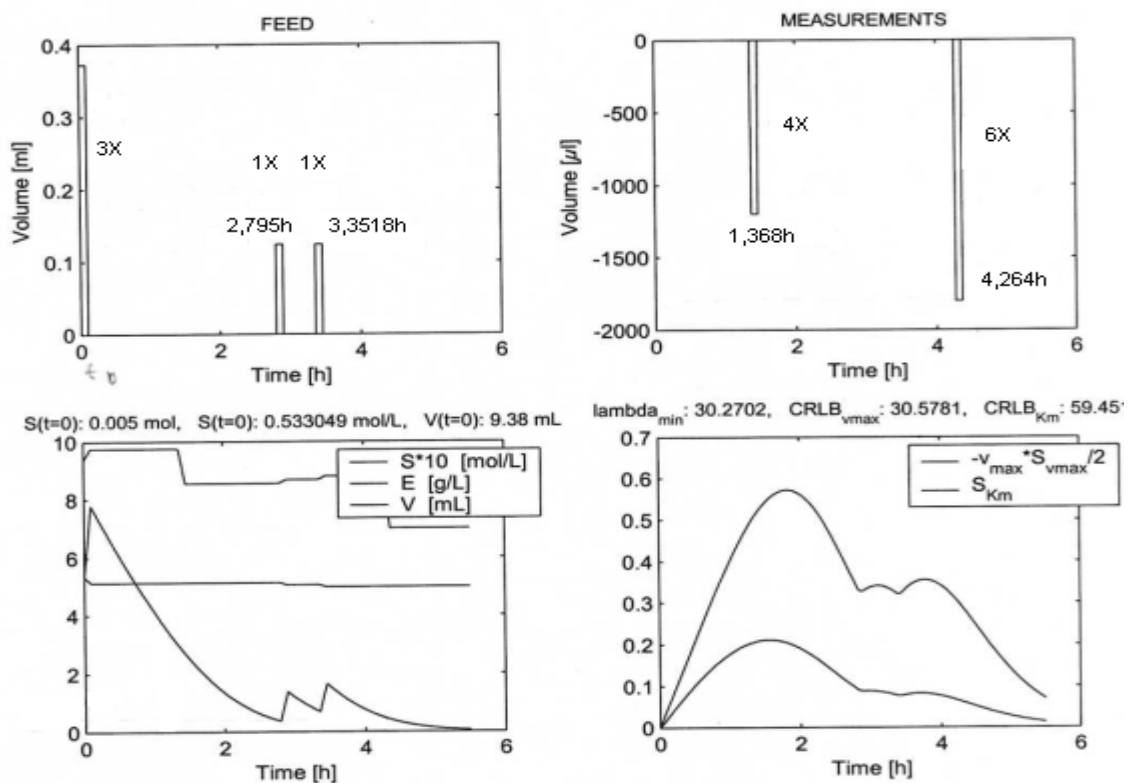 FEED
0.4
0.3
0.2
0.1
0
Volume [ml]
3X
1X 1X
2,795h 3,3518h
0 2 4 6
Time [h]
MEASUREMENTS
0
-500
-1000
-1500
-2000
Volume [µl]
4X
6X
1,368h
4,264h
0 2 4 6
Time [h]
S(t=0): 0.005 mol, S(t=0): 0.533049 mol/L, V(t=0): 9.38 mL
10
8
6
4
2
0
S*10 [mol/L]
E [g/L]
V [mL]
0 2 4 6
Time [h]
lambda_min: 30.2702, CRLB_vmax: 30.5781, CRLB_Km: 59.451
0.7
0.6
0.5
0.4
0.3
0.2
0.1
0
-v_max*S_vmax/2
S_Km
0 2 4 6
Time [h]